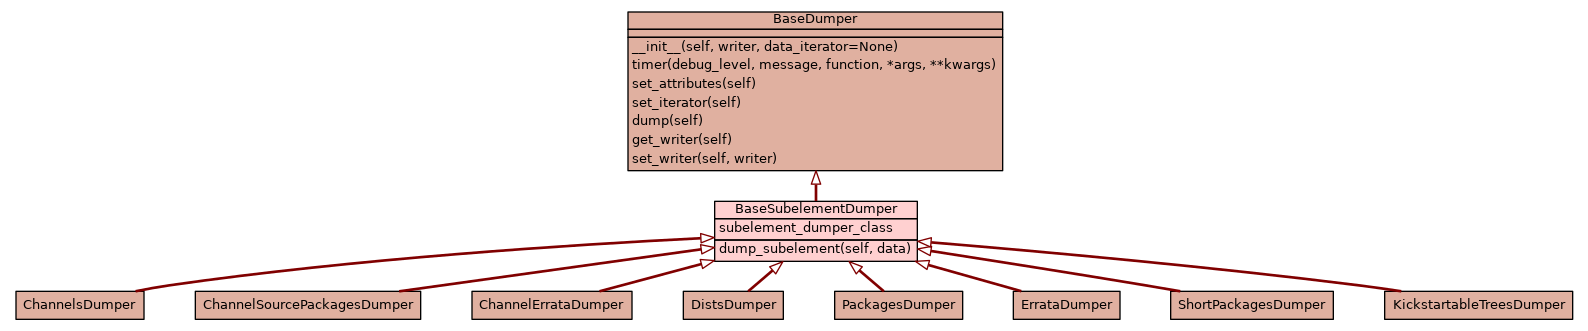 BaseDumper
__init__(self, writer, data_iterator=None)
timer(debug_level, message, function, *args, **kwargs)
set_attributes(self)
set_iterator(self)
dump(self)
get_writer(self)
set_writer(self, writer)
BaseSubelementDumper
subelement_dumper_class
dump_subelement(self, data)
ChannelsDumper
ChannelSourcePackagesDumper
ChannelErrataDumper
DistsDumper
PackagesDumper
ErrataDumper
ShortPackagesDumper
KickstartableTreesDumper